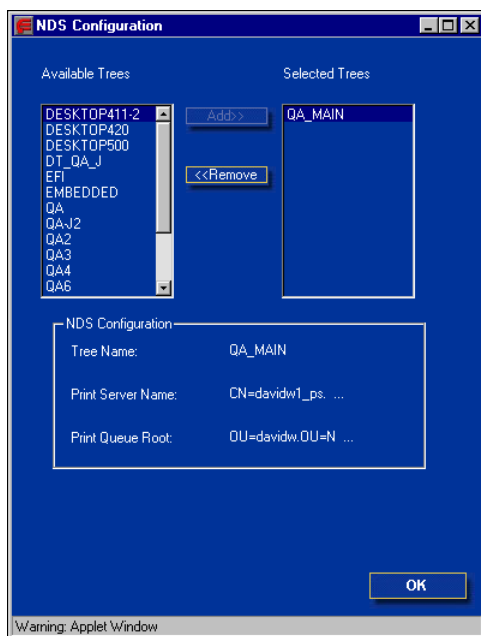 NDS Configuration
Available Trees
Selected Trees
DESKTOP411-2
DESKTOP420
DESKTOP500
DT_QA_J
EFI
EMBEDDED
QA
QA-J2
QA2
QA3
QA4
QA6
Add>>
<<Remove
QA_MAIN
NDS Configuration
Tree Name: QA_MAIN
Print Server Name: CN=davidw1_ps. ...
Print Queue Root: OU=davidw.OU=N ...
OK
Warning: Applet Window